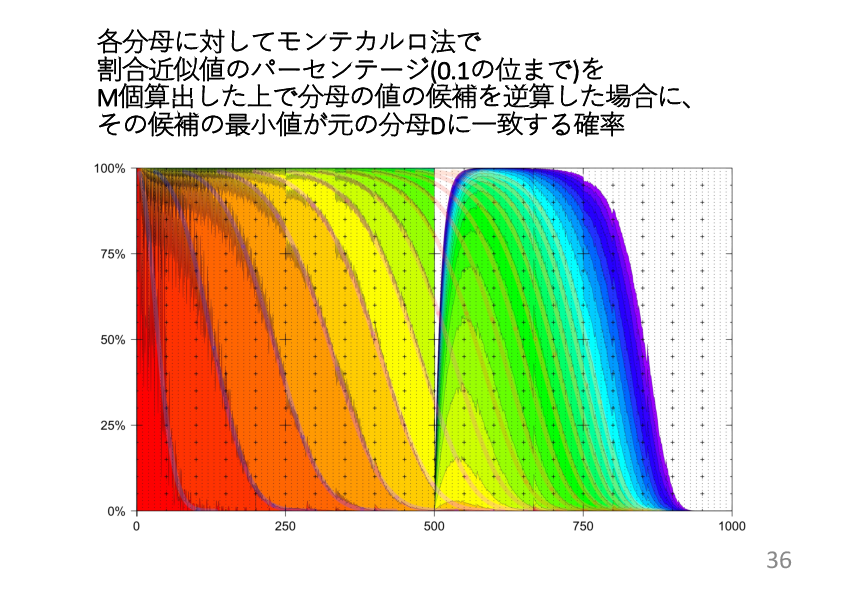 各分母に対してモンテカルロ法で
割合近似値のパーセンテージ(0.1の位まで)を
M個算出した上で分母の値の候補を逆算した場合に、
その候補の最小値が元の分母Dに一致する確率
100%
75%
50%
25%
0%
0 250 500 750 1000
36